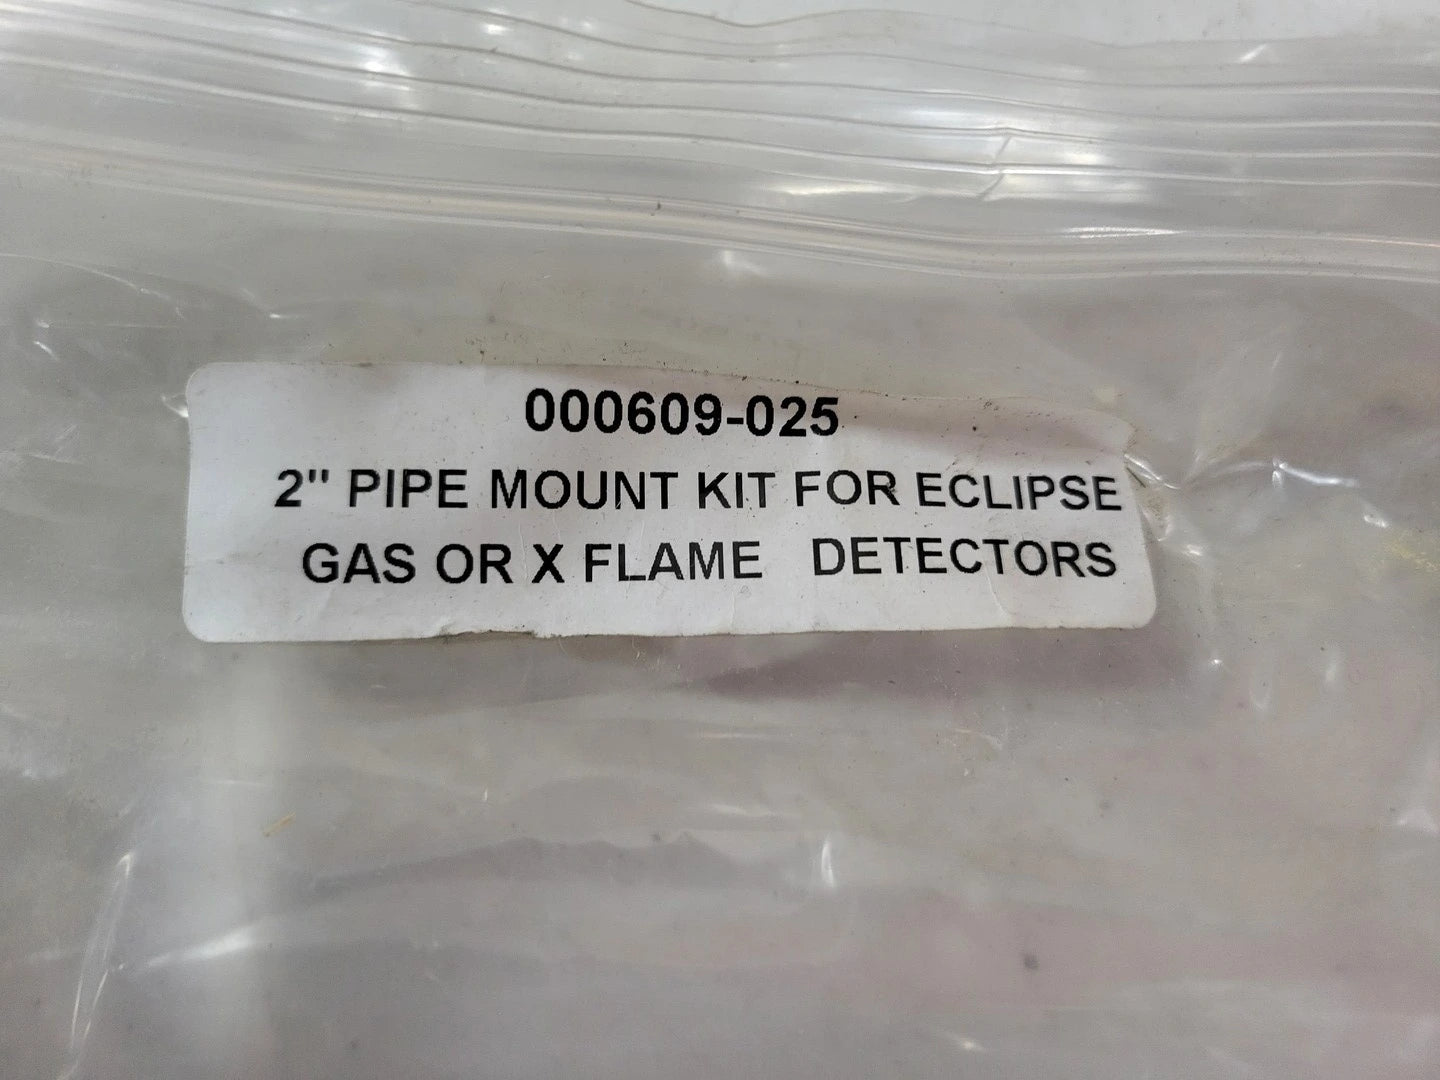 000609-025
2" PIPE MOUNT KIT FOR ECLIPSE
GAS OR X FLAME DETECTORS